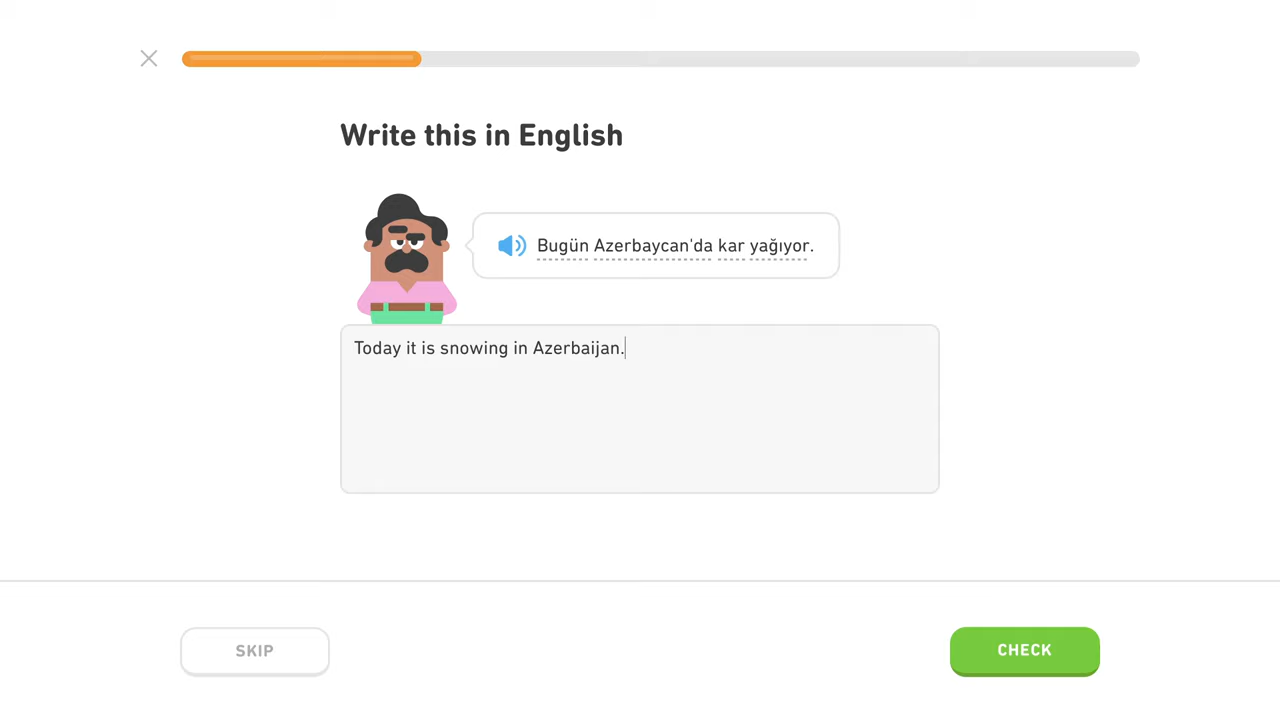 Write this in English
Bugün Azerbaycan'da kar yağıyor.
Today it is snowing in Azerbaijan.
SKIP
CHECK